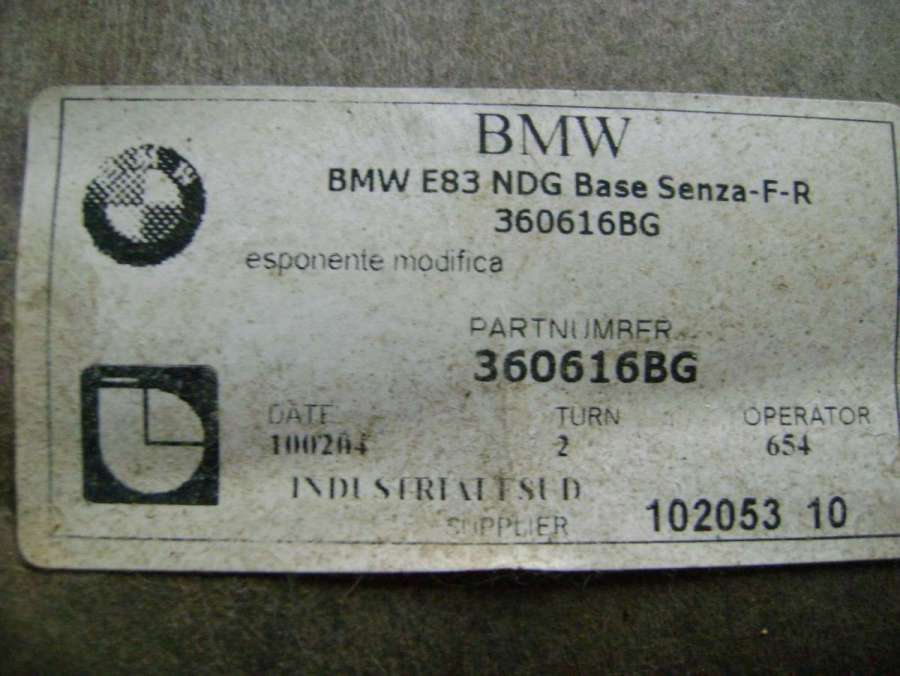 BMW
BMW E83 NDG Base Senza-F-R
360616BG
esponente modifica
PARTNUMBER
360616BG
DATE TURN OPERATOR
100204 2 654
INDUSTRIALESUD
SUPPLIER 102053 10